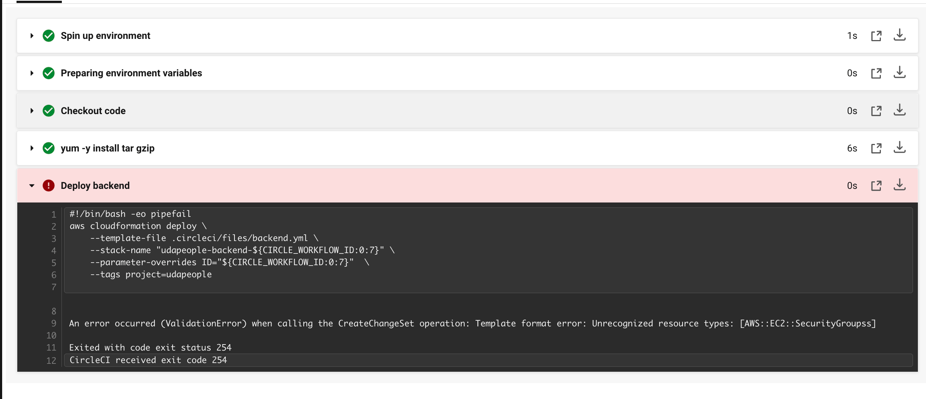 Spin up environment 1s
Preparing environment variables 0s
Checkout code 0s
yum -y install tar gzip 6s
Deploy backend 0s
1 #!/bin/bash -eo pipefail
2 aws cloudformation deploy \
3 --template-file .circleci/files/backend.yml \
4 --stack-name "udapeople-backend-${CIRCLE_WORKFLOW_ID:0:7}" \
5 --parameter-overrides ID="${CIRCLE_WORKFLOW_ID:0:7}" \
6 --tags project=udapeople
7
8
9 An error occurred (ValidationError) when calling the CreateChangeSet operation: Template format error: Unrecognized resource types: [AWS::EC2::SecurityGroupss]
10
11 Exited with code exit status 254
12 CircleCI received exit code 254